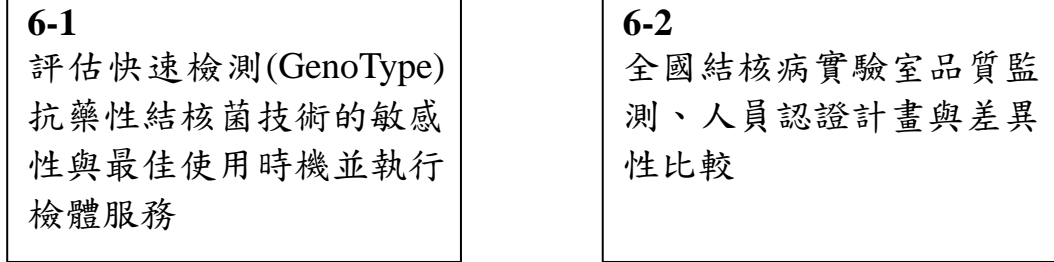 6-1
評估快速檢測(GenoType)
抗藥性結核菌技術的敏感
性與最佳使用時機並執行
檢體服務
6-2
全國結核病實驗室品質監
測、人員認證計畫與差異
性比較